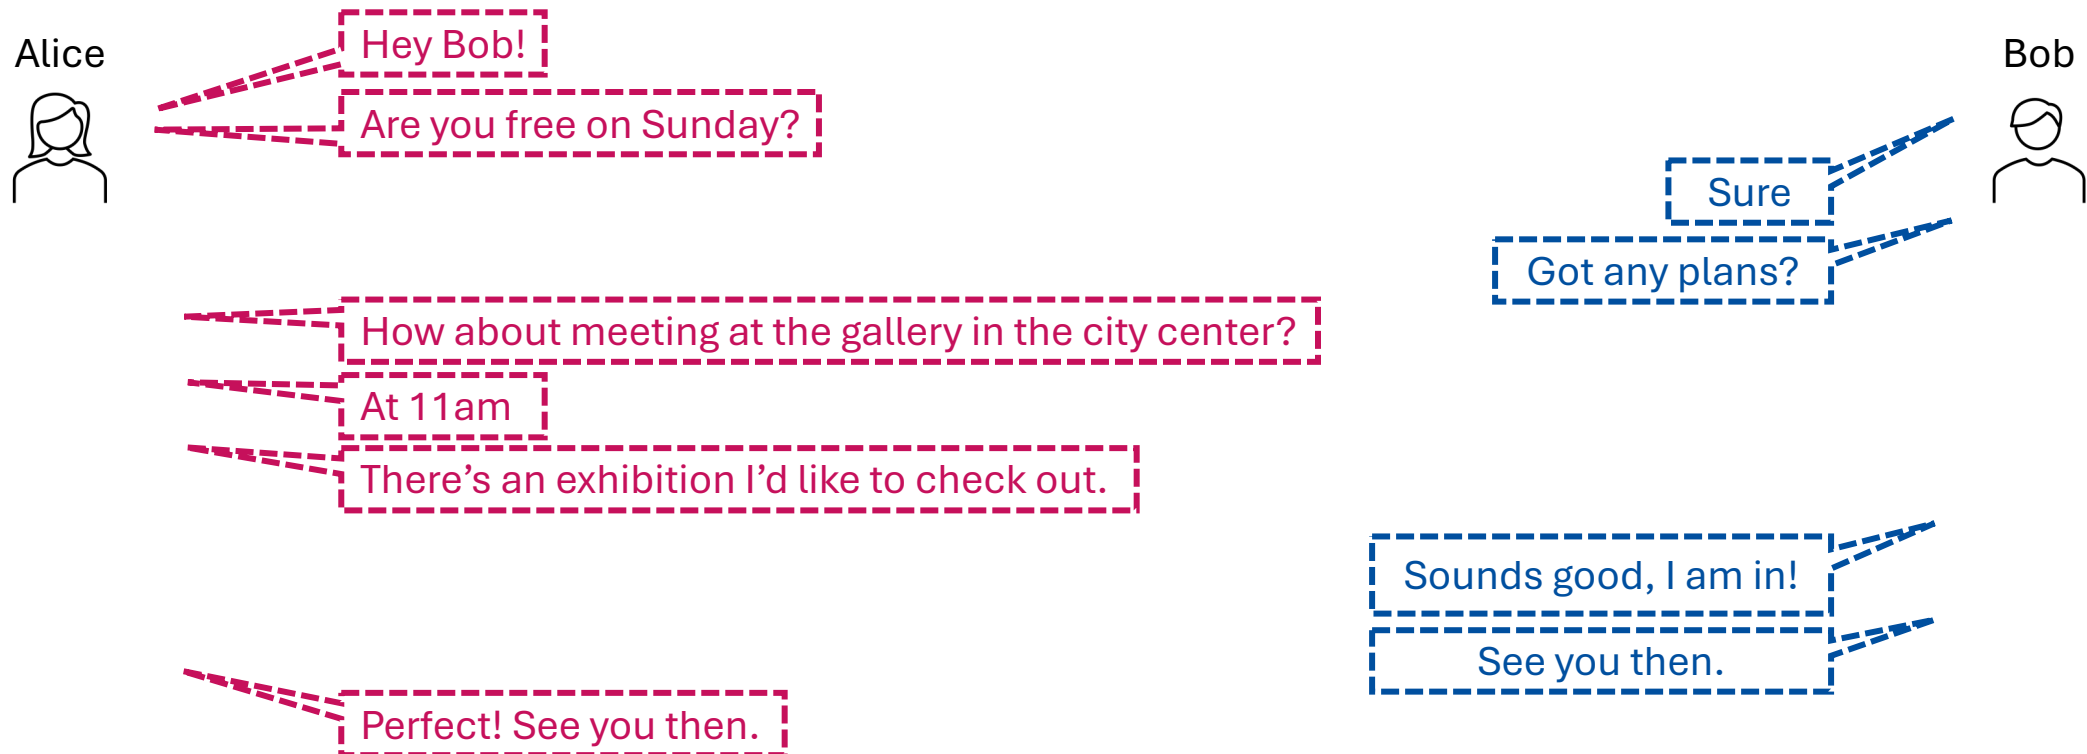 Alice
Bob
Hey Bob!
Are you free on Sunday?
Sure
Got any plans?
How about meeting at the gallery in the city center?
At 11am
There’s an exhibition I’d like to check out.
Sounds good, I am in!
See you then.
Perfect! See you then.